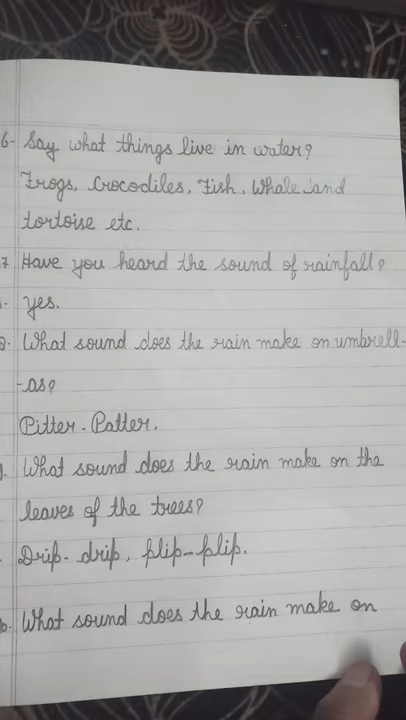 6- Say what things live in water?
Frogs, Crocodiles, Fish, Whale and
tortoise etc.
7 Have you heard the sound of rainfall?
- yes.
8- What sound does the rain make on umbrell-
-as?
Pitter-Patter.
What sound does the rain make on the
leaves of the trees?
Drip-drip, flip-flip.
What sound does the rain make on